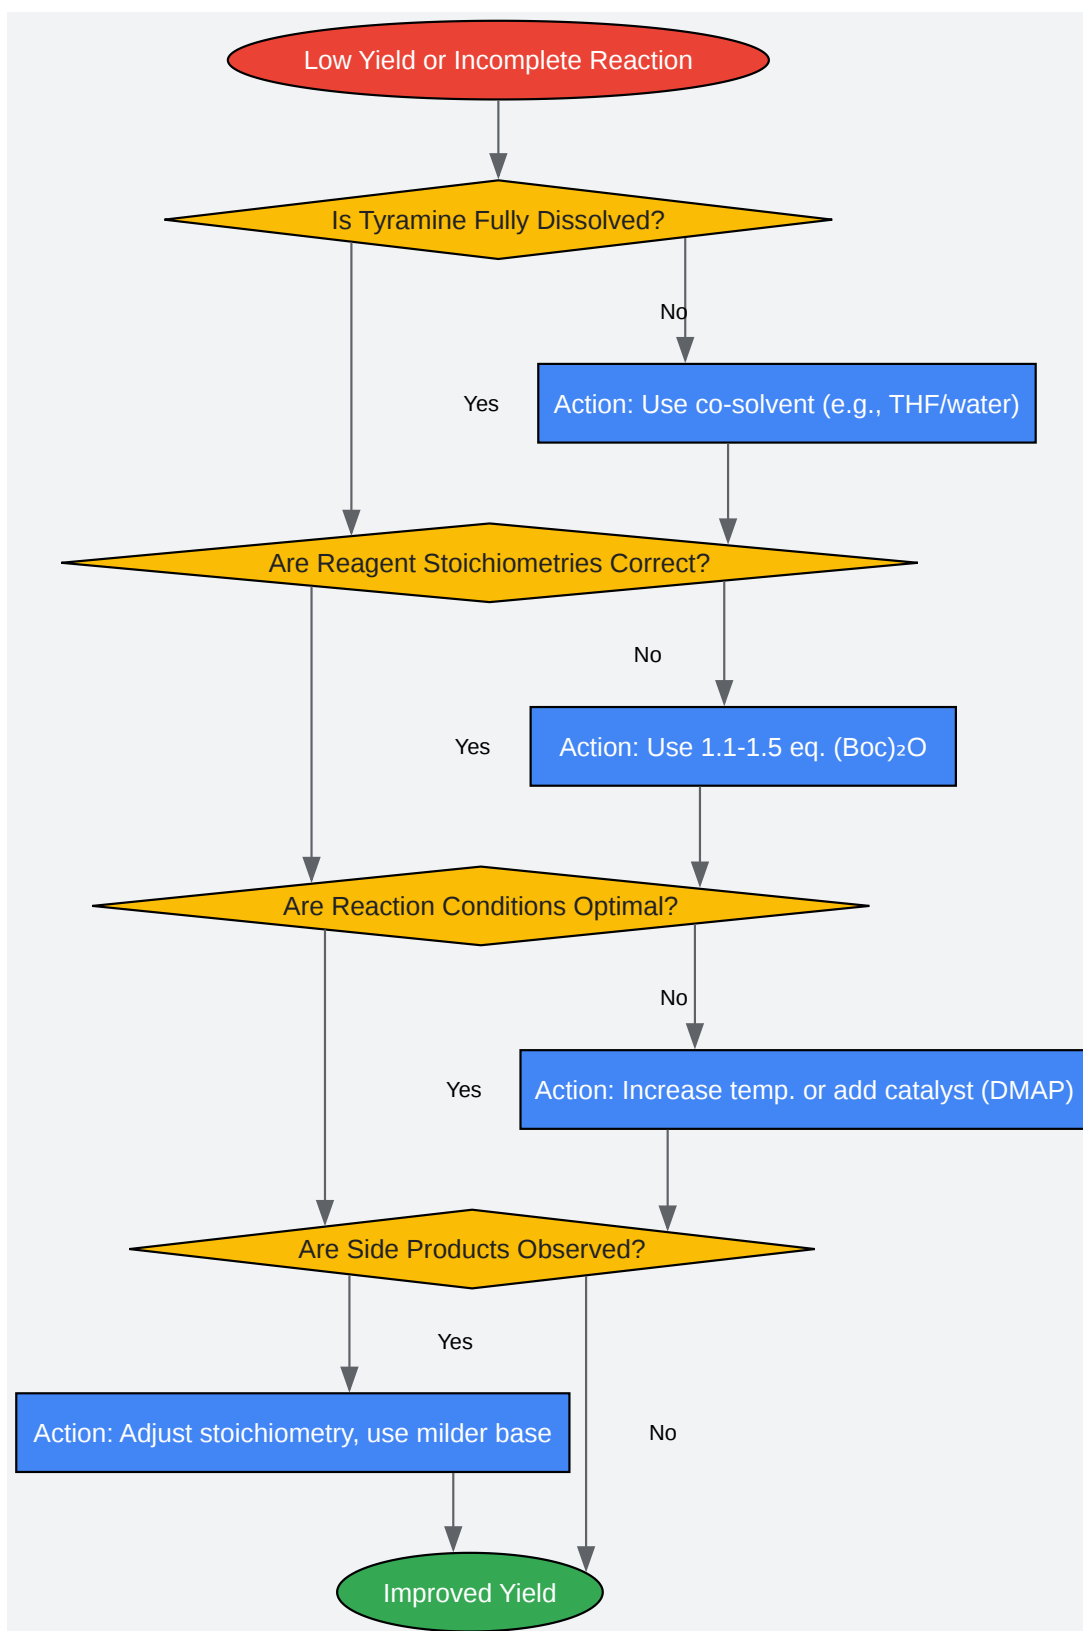 Low Yield or Incomplete Reaction
Is Tyramine Fully Dissolved?
No
Yes
Action: Use co-solvent (e.g., THF/water)
Are Reagent Stoichiometries Correct?
No
Yes
Action: Use 1.1-1.5 eq. (Boc)₂O
Are Reaction Conditions Optimal?
No
Yes
Action: Increase temp. or add catalyst (DMAP)
Are Side Products Observed?
Yes
Action: Adjust stoichiometry, use milder base
No
Improved Yield